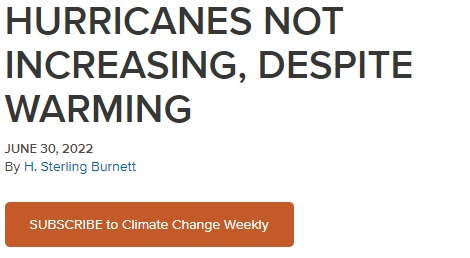 HURRICANES NOT
INCREASING, DESPITE
WARMING
JUNE 30, 2022
By H. Sterling Burnett
SUBSCRIBE to Climate Change Weekly